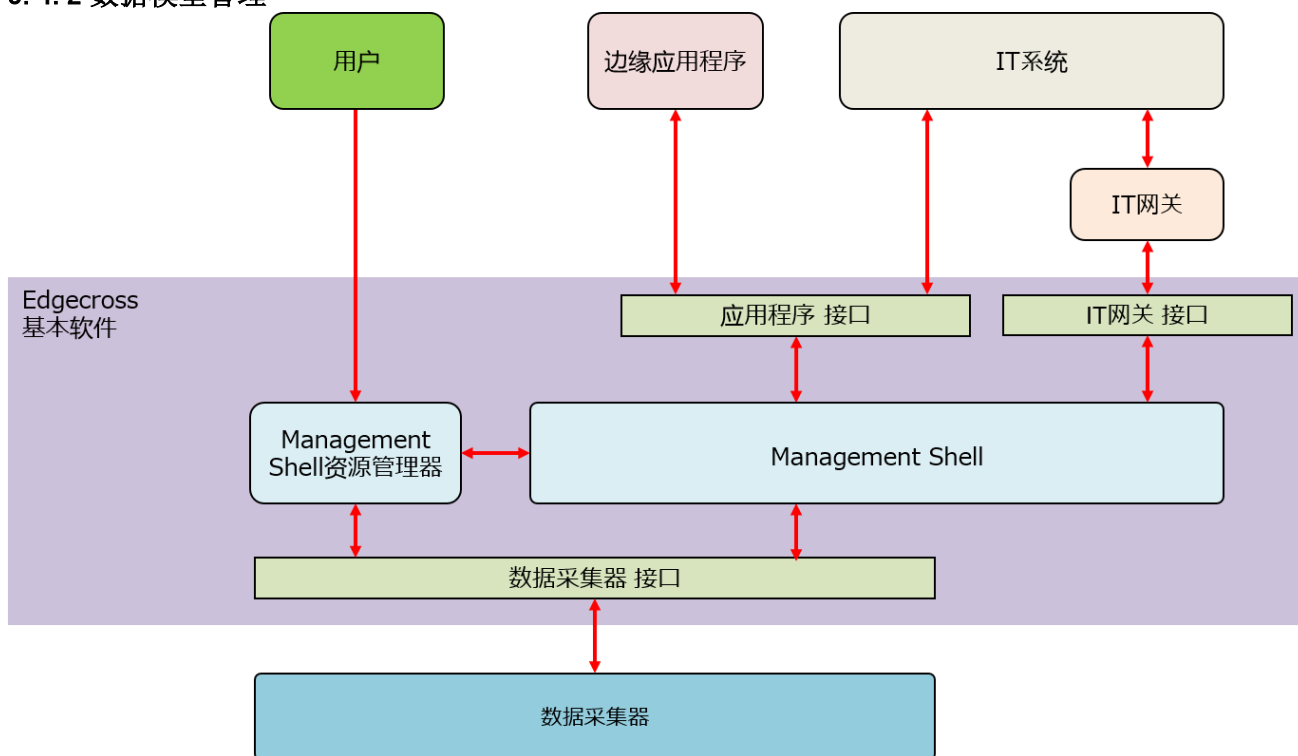 用户
边缘应用程序
IT系统
IT网关
Edgecross
基本软件
应用程序 接口
IT网关 接口
Management
Shell资源管理器
Management Shell
数据采集器 接口
数据采集器